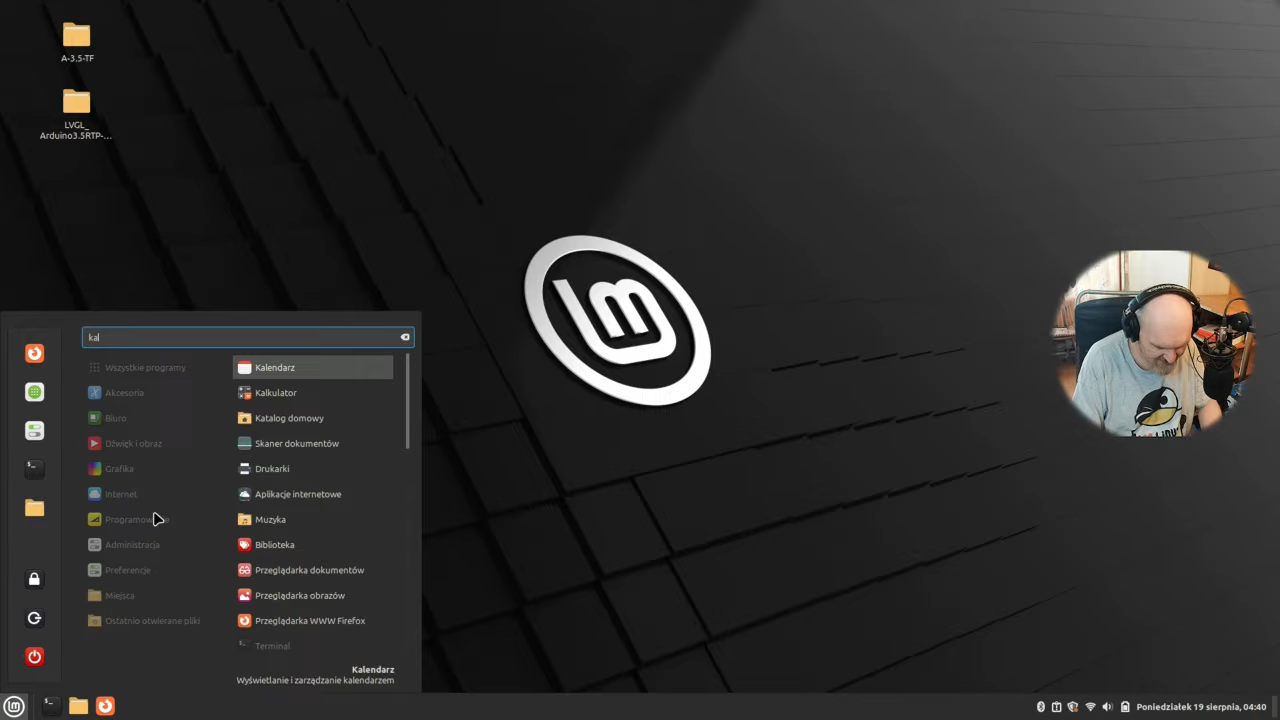 A-3.5-TF
LVGL_
Arduino3.5RTP-...
kal
Wszystkie programy
Akcesoria
Biuro
Dźwięk i obraz
Grafika
Internet
Administracja
Preferencje
Miejsca
Ostatnio otwierane pliki
Kalendarz
Kalkulator
Katalog domowy
Skaner dokumentów
Drukarki
Aplikacje internetowe
Muzyka
Biblioteka
Przeglądarka dokumentów
Przeglądarka obrazów
Przeglądarka WWW Firefox
Terminal
Kalendarz
Wyświetlanie i zarządzanie kalendarzem
Poniedziałek 19 sierpnia, 04:40